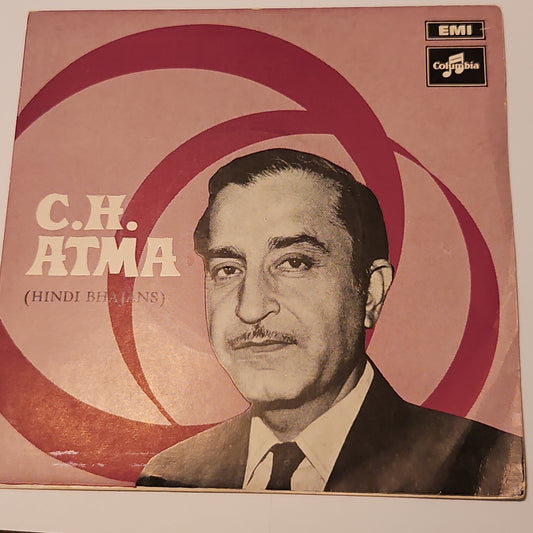 EMI
Columbia
C.H.
ATMA
(HINDI BHAJANS)